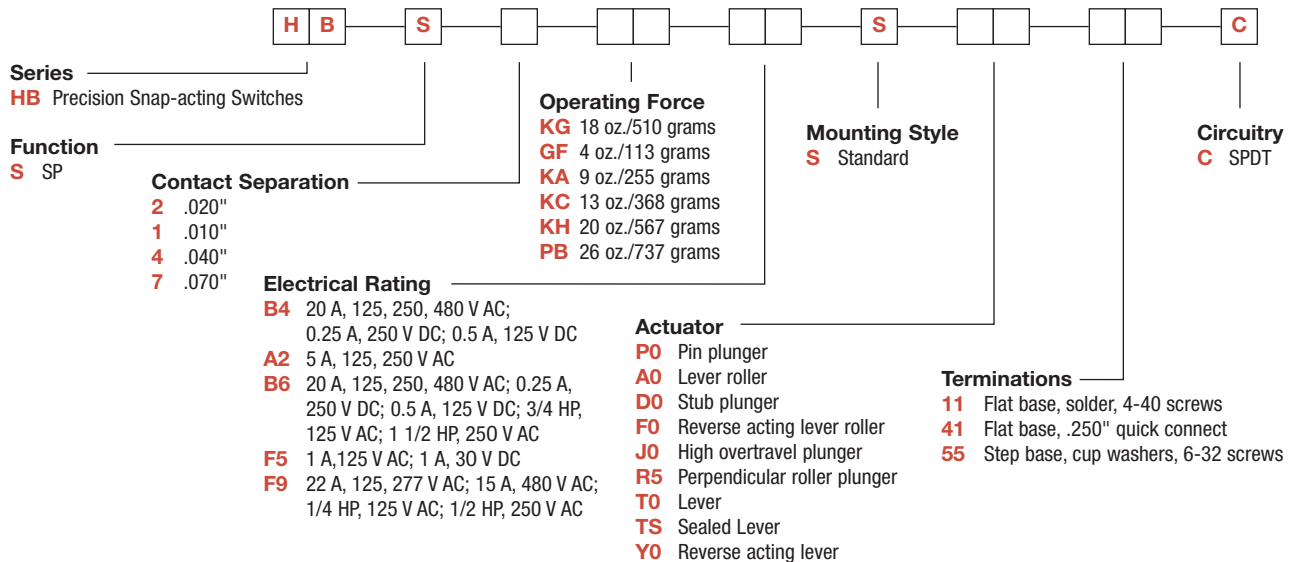 H B S S C
Series
HB Precision Snap-acting Switches
Function
S SP
Contact Separation
2 .020"
1 .010"
4 .040"
7 .070"
Operating Force
KG 18 oz./510 grams
GF 4 oz./113 grams
KA 9 oz./255 grams
KC 13 oz./368 grams
KH 20 oz./567 grams
PB 26 oz./737 grams
Electrical Rating
B4 20 A, 125, 250, 480 V AC;
0.25 A, 250 V DC; 0.5 A, 125 V DC
A2 5 A, 125, 250 V AC
B6 20 A, 125, 250, 480 V AC; 0.25 A,
250 V DC; 0.5 A, 125 V DC; 3/4 HP,
125 V AC; 1 1/2 HP, 250 V AC
F5 1 A,125 V AC; 1 A, 30 V DC
F9 22 A, 125, 277 V AC; 15 A, 480 V AC;
1/4 HP, 125 V AC; 1/2 HP, 250 V AC
Mounting Style
S Standard
Actuator
P0 Pin plunger
A0 Lever roller
D0 Stub plunger
F0 Reverse acting lever roller
J0 High overtravel plunger
R5 Perpendicular roller plunger
T0 Lever
TS Sealed Lever
Y0 Reverse acting lever
Terminations
11 Flat base, solder, 4-40 screws
41 Flat base, .250" quick connect
55 Step base, cup washers, 6-32 screws
Circuitry
C SPDT